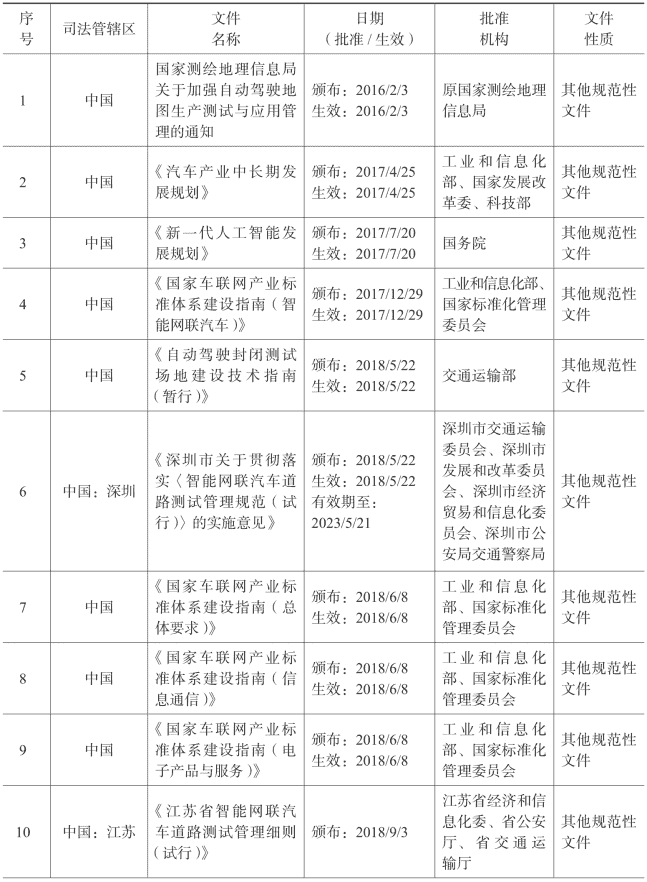 序号 司法管辖区 文件名称 日期（批准/生效） 批准机构 文件性质
1 中国 国家测绘地理信息局关于加强自动驾驶地图生产测试与应用管理的通知 颁布：2016/2/3 生效：2016/2/3 原国家测绘地理信息局 其他规范性文件
2 中国 《汽车产业中长期发展规划》 颁布：2017/4/25 生效：2017/4/25 工业和信息化部、国家发展改革委、科技部 其他规范性文件
3 中国 《新一代人工智能发展规划》 颁布：2017/7/20 生效：2017/7/20 国务院 其他规范性文件
4 中国 《国家车联网产业标准体系建设指南（智能网联汽车）》 颁布：2017/12/29 生效：2017/12/29 工业和信息化部、国家标准化管理委员会 其他规范性文件
5 中国 《自动驾驶封闭测试场地建设技术指南（暂行）》 颁布：2018/5/22 生效：2018/5/22 交通运输部 其他规范性文件
6 中国：深圳 《深圳市关于贯彻落实〈智能网联汽车道路测试管理规范（试行）〉的实施意见》 颁布：2018/5/22 生效：2018/5/22 有效期至：2023/5/21 深圳市交通运输委员会、深圳市发展和改革委员会、深圳市经济贸易和信息化委员会、深圳市公安局交通警察局 其他规范性文件
7 中国 《国家车联网产业标准体系建设指南（总体要求）》 颁布：2018/6/8 生效：2018/6/8 工业和信息化部、国家标准化管理委员会 其他规范性文件
8 中国 《国家车联网产业标准体系建设指南（信息通信）》 颁布：2018/6/8 生效：2018/6/8 工业和信息化部、国家标准化管理委员会 其他规范性文件
9 中国 《国家车联网产业标准体系建设指南（电子产品与服务）》 颁布：2018/6/8 生效：2018/6/8 工业和信息化部、国家标准化管理委员会 其他规范性文件
10 中国：江苏 《江苏省智能网联汽车道路测试管理细则（试行）》 颁布：2018/9/3 江苏省经济和信息化委、省公安厅、省交通运输厅 其他规范性文件